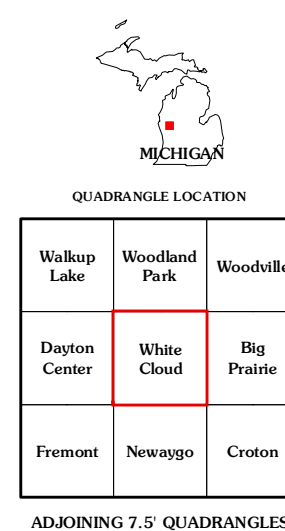 MICHIGAN
QUADRANGLE LOCATION
Walkup
Lake
Woodland
Park
Woodville
Dayton
Center
White
Cloud
Big
Prairie
Fremont
Newaygo
Croton
ADJOINING 7.5' QUADRANGLES